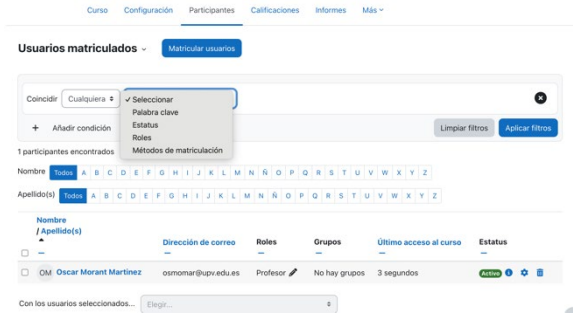 Curso Configuración Participantes Calificaciones Informes Más
Usuarios matriculados Matricular usuarios
Coincidir Cualquiera Seleccionar
Palabra clave
Estatus
Roles
Métodos de matriculación
+ Añadir condición Limpiar filtros Aplicar filtros
1 participantes encontrados
Nombre Todos A B C D E F G H I J K L M N Ñ O P Q R S T U V W X Y Z
Apellido(s) Todos A B C D E F G H I J K L M N Ñ O P Q R S T U V W X Y Z
Nombre
/ Apellido(s)
Dirección de correo Roles Grupos Último acceso al curso Estatus
OM Oscar Morant Martinez osmomar@upv.edu.es Profesor No hay grupos 3 segundos Activo
Con los usuarios seleccionados... Elegir...